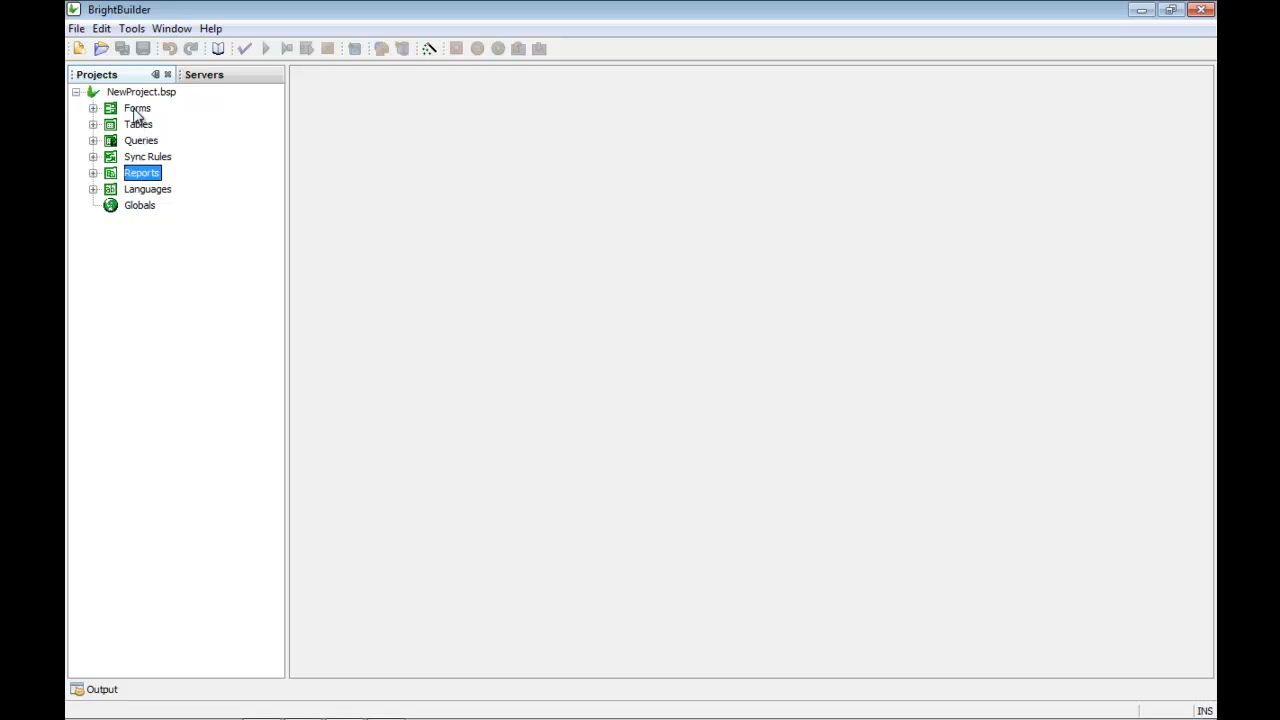 BrightBuilder
File Edit Tools Window Help
Projects Servers
NewProject.bsp
Forms
Tables
Queries
Sync Rules
Reports
Languages
Globals
Output
INS